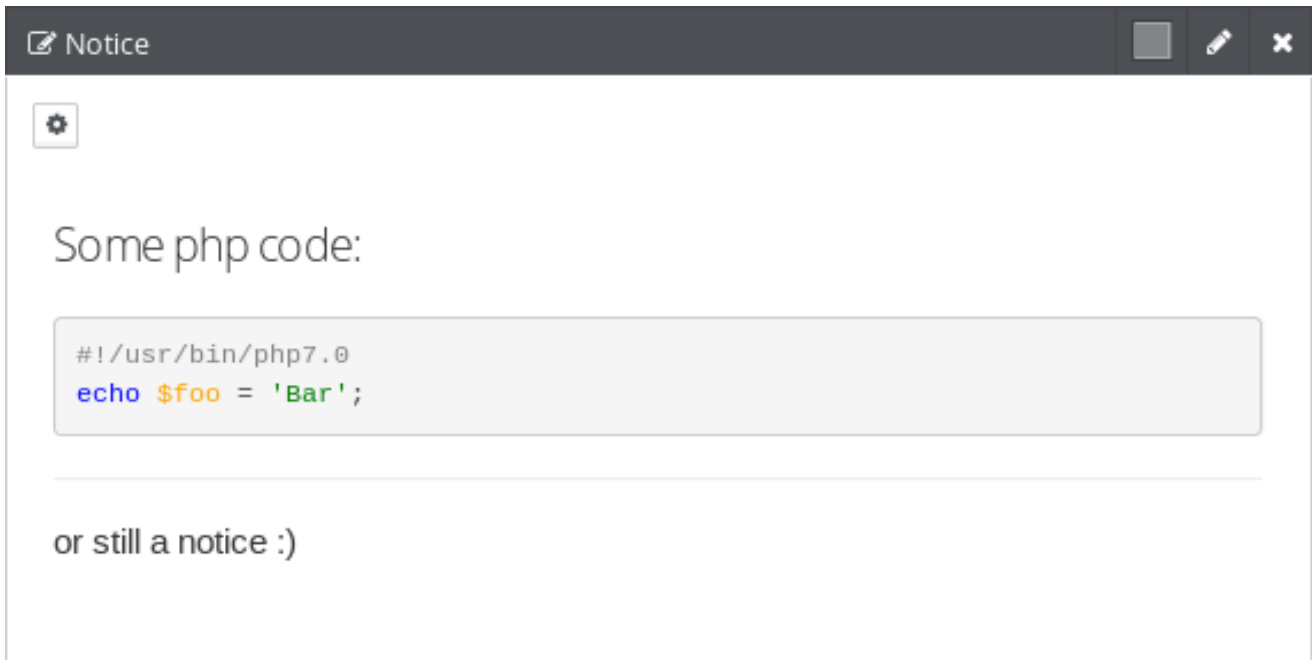 Notice
Some php code:
#!/usr/bin/php7.0
echo $foo = 'Bar';
or still a notice :)